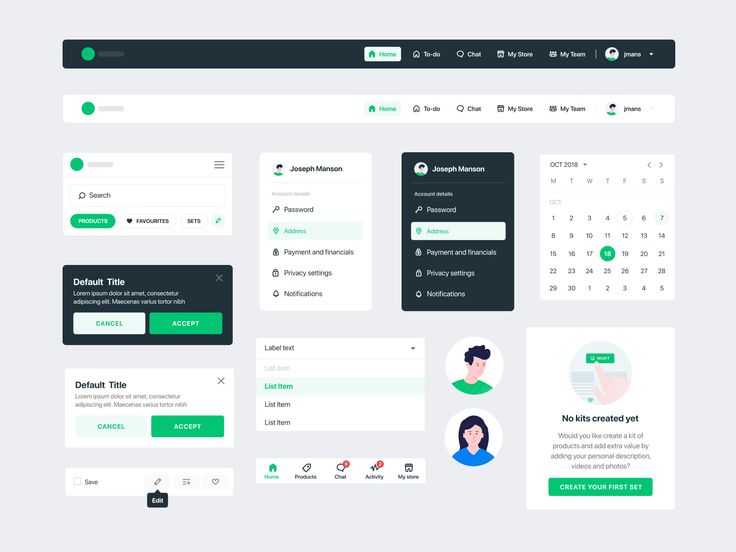 Home To-do Chat My Store My Team jmans
Home To-do Chat My Store My Team jmans
Search
PRODUCTS FAVOURITES SETS
Joseph Manson
Account details
Password
Address
Payment and financials
Privacy settings
Notifications
Joseph Manson
Account details
Password
Address
Payment and financials
Privacy settings
Notifications
OCT 2018
M T W T F S S
OCT
1 2 3 4 5 6 7
8 9 10 11 12 13 14
15 16 17 18 19 20 21
22 23 24 25 26 27 28
29 30 31 1 2 3 4 5
Default Title
Lorem ipsum dolor sit amet, consectetur
adipiscing elit. Maecenas varius tortor nibh
CANCEL ACCEPT
Default Title
Lorem ipsum dolor sit amet, consectetur
adipiscing elit. Maecenas varius tortor nibh
CANCEL ACCEPT
Save
Edit
Label text
List Item
List Item
List Item
List Item
Home Products Chat Activity My store
SELECT
No kits created yet
Would you like create a kit of
products and add extra value by
adding your personal description,
videos and photos?
CREATE YOUR FIRST SET